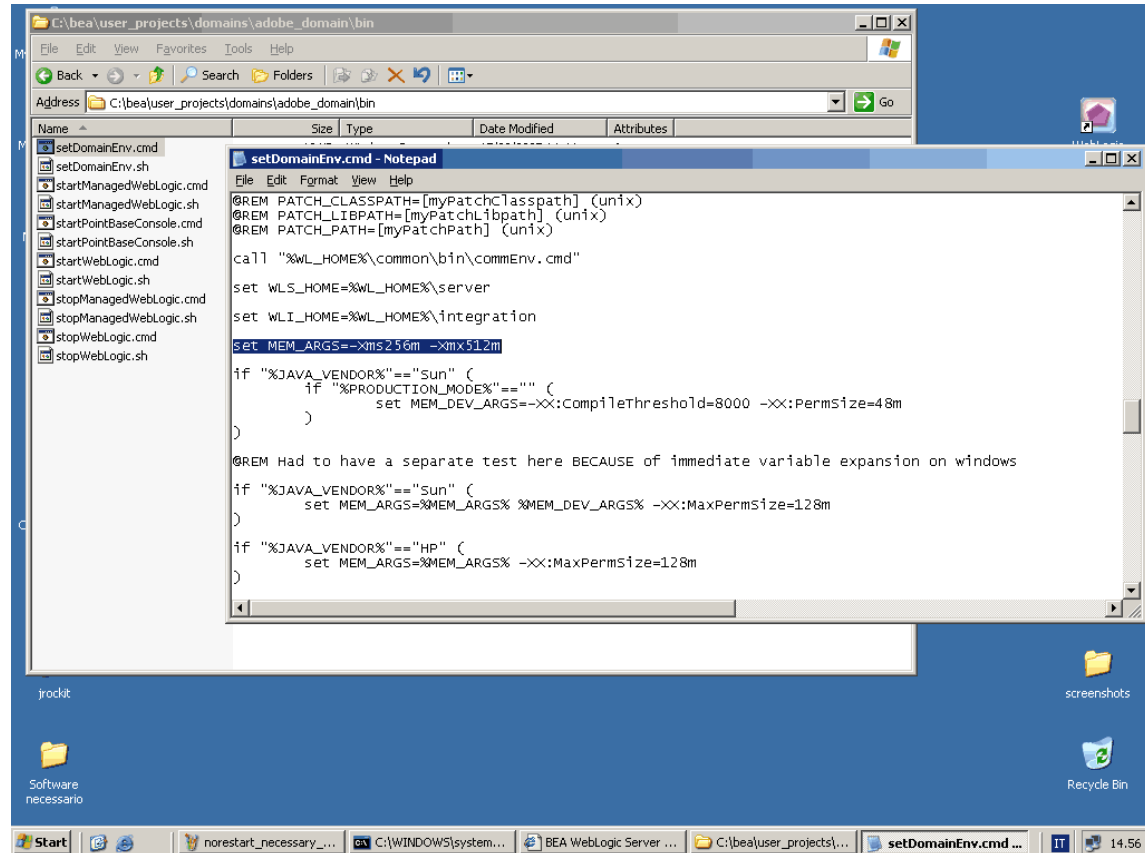 C:\bea\user_projects\domains\adobe_domain\bin
File Edit View Favorites Tools Help
Back Search Folders
Address C:\bea\user_projects\domains\adobe_domain\bin Go
Name Size Type Date Modified Attributes
setDomainEnv.cmd
setDomainEnv.sh
startManagedWebLogic.cmd
startManagedWebLogic.sh
startPointBaseConsole.cmd
startPointBaseConsole.sh
startWebLogic.cmd
startWebLogic.sh
stopManagedWebLogic.cmd
stopManagedWebLogic.sh
stopWebLogic.cmd
stopWebLogic.sh
setDomainEnv.cmd - Notepad
File Edit Format View Help
@REM PATCH_CLASSPATH=[myPatchClasspath] (unix)
@REM PATCH_LIBPATH=[myPatchLibpath] (unix)
@REM PATCH_PATH=[myPatchPath] (unix)
call "%WL_HOME%\common\bin\commEnv.cmd"
set WLS_HOME=%WL_HOME%\server
set WLI_HOME=%WL_HOME%\integration
set MEM_ARGS=-Xms256m -Xmx512m
if "%JAVA_VENDOR%"=="Sun" (
if "%PRODUCTION_MODE%"=="" (
set MEM_DEV_ARGS=-XX:CompileThreshold=8000 -XX:PermSize=48m
)
)
@REM Had to have a separate test here BECAUSE of immediate variable expansion on windows
if "%JAVA_VENDOR%"=="Sun" (
set MEM_ARGS=%MEM_ARGS% %MEM_DEV_ARGS% -XX:MaxPermSize=128m
)
if "%JAVA_VENDOR%"=="HP" (
set MEM_ARGS=%MEM_ARGS% -XX:MaxPermSize=128m
)
jrockit
screenshots
Software
necessario
Recycle Bin
Start norestart_necessary_... C:\WINDOWS\system... BEA WebLogic Server ... C:\bea\user_projects\... setDomainEnv.cmd ... IT 14.56